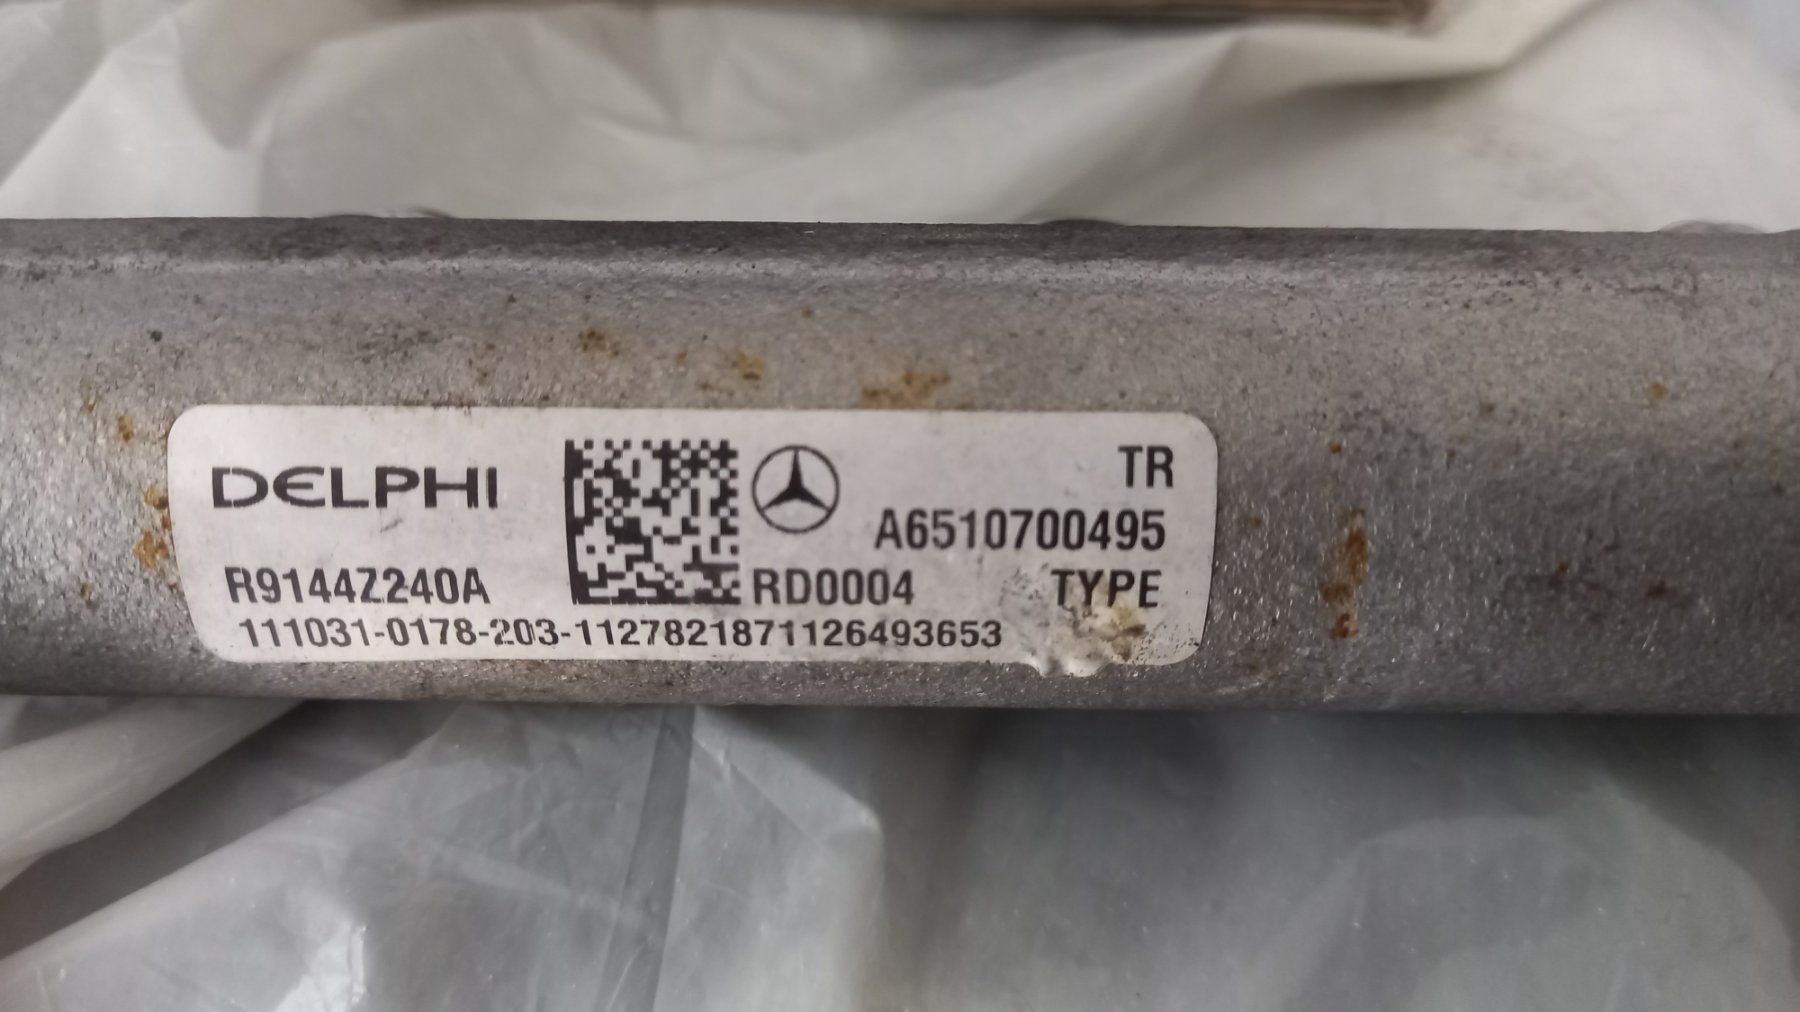 DELPHI
TR
A6510700495
R9144Z240A
RD0004
TYPE
111031-0178-203-1127821871126493653